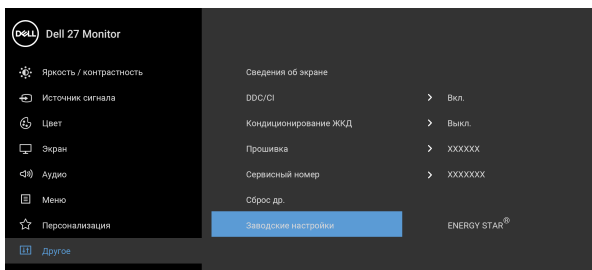 DELL Dell 27 Monitor
Яркость / контрастность
Сведения об экране
Источник сигнала
DDC/CI
Вкл.
Цвет
Кондиционирование ЖКД
Выкл.
Экран
Прошивка
XXXXXX
Аудио
Сервисный номер
XXXXXXX
Меню
Сброс др.
Персонализация
Заводские настройки
ENERGY STAR®
Другое